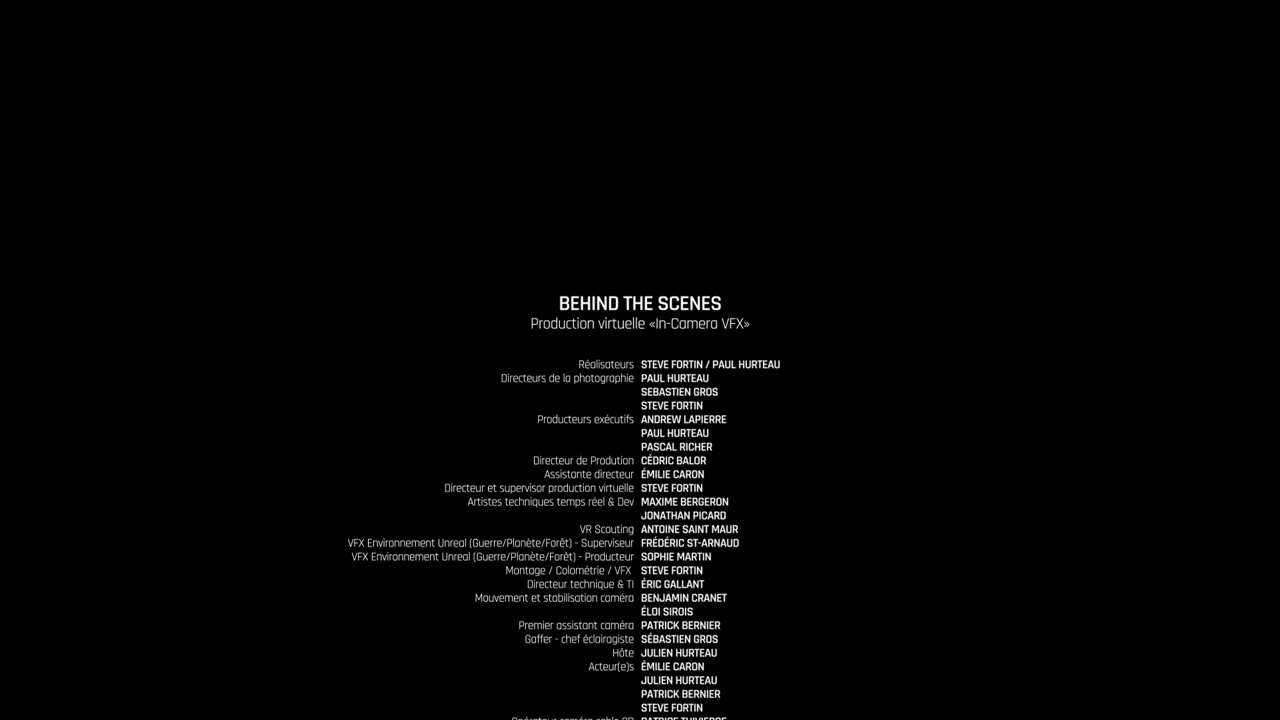 BEHIND THE SCENES
Production virtuelle «In-Camera VFX»
Réalisateurs STEVE FORTIN / PAUL HURTEAU
Directeurs de la photographie PAUL HURTEAU
SEBASTIEN GROS
STEVE FORTIN
Producteurs exécutifs ANDREW LAPIERRE
PAUL HURTEAU
PASCAL RICHER
Directeur de Prodution CÉDRIC BALOR
Assistante directeur ÉMILIE CARON
Directeur et supervisor production virtuelle STEVE FORTIN
Artistes techniques temps réel & Dev MAXIME BERGERON
JONATHAN PICARD
VR Scouting ANTOINE SAINT MAUR
VFX Environnement Unreal (Guerre/Planète/Forêt) - Superviseur FRÉDÉRIC ST-ARNAUD
VFX Environnement Unreal (Guerre/Planète/Forêt) - Producteur SOPHIE MARTIN
Montage / Colométrie / VFX STEVE FORTIN
Directeur technique & TI ÉRIC GALLANT
Mouvement et stabilisation caméra BENJAMIN CRANET
ÉLOI SIROIS
Premier assistant caméra PATRICK BERNIER
Gaffer - chef éclairagiste SÉBASTIEN GROS
Hôte JULIEN HURTEAU
Acteur(e)s ÉMILIE CARON
JULIEN HURTEAU
PATRICK BERNIER
STEVE FORTIN